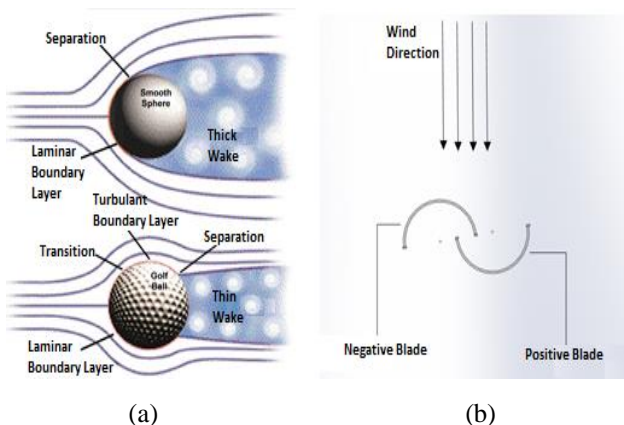 Separation
Smooth
Sphere
Thick
Wake
Laminar
Boundary
Layer
Turbulant
Boundary Layer
Transition
Separation
Golf
Ball
Thin
Wake
Laminar
Boundary Layer
(a)
Wind
Direction
Negative Blade
Positive Blade
(b)